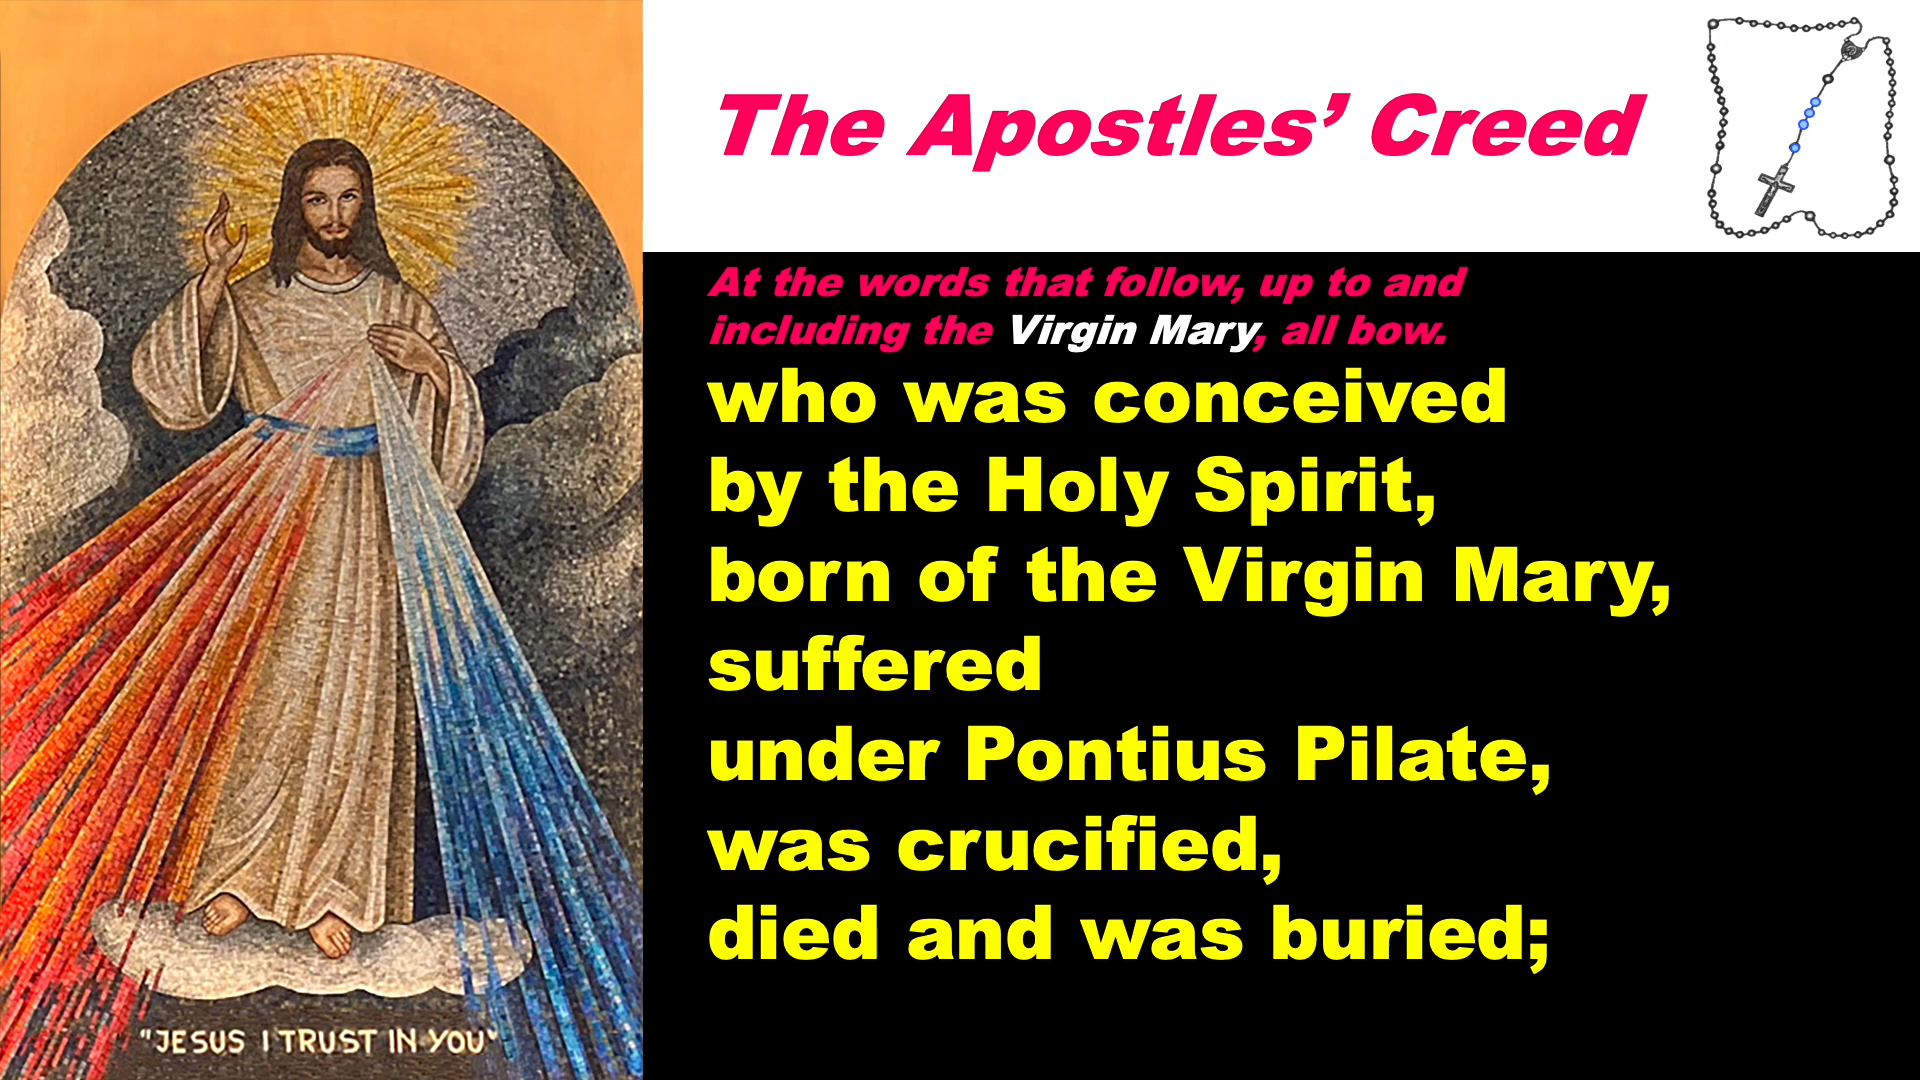 The Apostles’ Creed
At the words that follow, up to and
including the Virgin Mary, all bow.
who was conceived
by the Holy Spirit,
born of the Virgin Mary,
suffered
under Pontius Pilate,
was crucified,
died and was buried;
"JESUS I TRUST IN YOU"